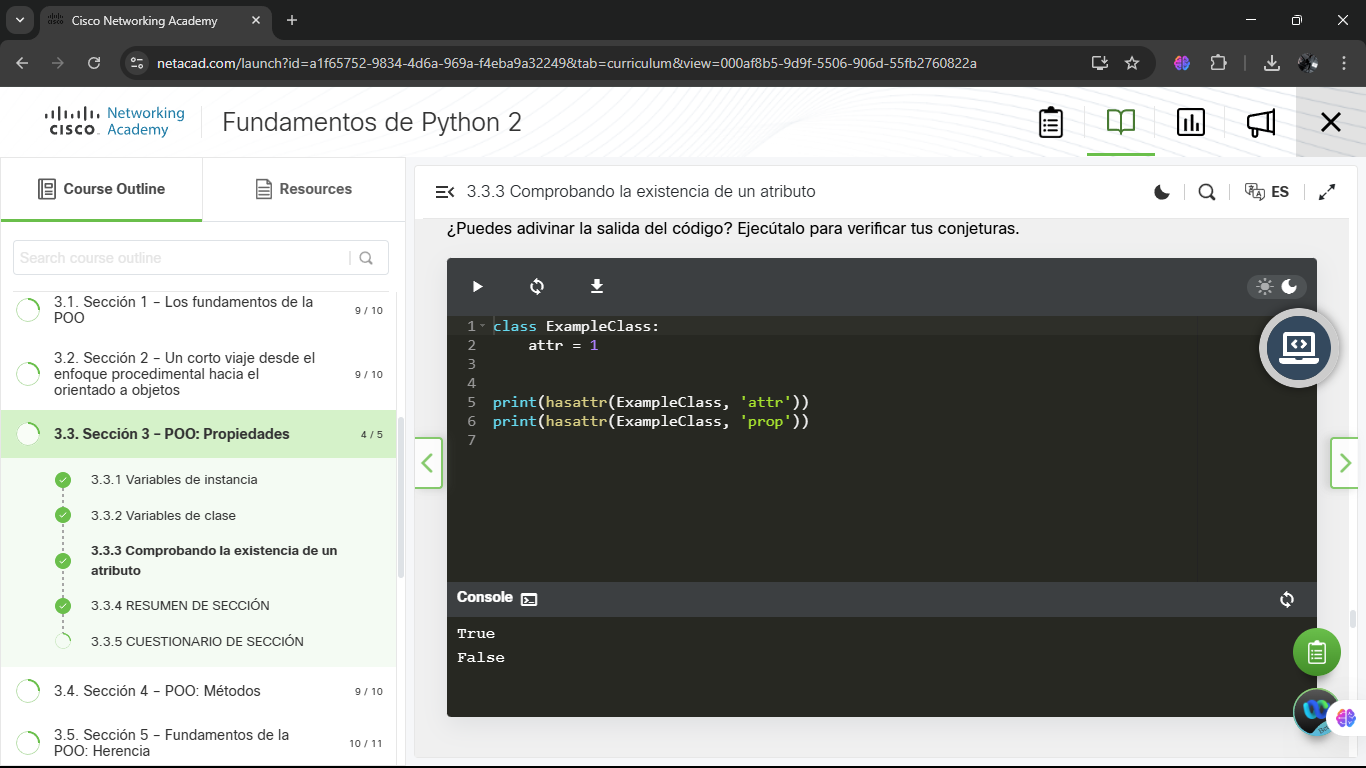 Cisco Networking Academy
netacad.com/launch?id=a1f65752-9834-4d6a-969a-f4eba9a32249&tab=curriculum&view=000af8b5-9d9f-5506-906d-55fb2760822a
CISCO Networking Academy
Fundamentos de Python 2
Course Outline
Resources
Search course outline
3.1. Sección 1 - Los fundamentos de la
POO
9 / 10
3.2. Sección 2 - Un corto viaje desde el
enfoque procedimental hacia el
orientado a objetos
9 / 10
3.3. Sección 3 - POO: Propiedades
4 / 5
3.3.1 Variables de instancia
3.3.2 Variables de clase
3.3.3 Comprobando la existencia de un
atributo
3.3.4 RESUMEN DE SECCIÓN
3.3.5 CUESTIONARIO DE SECCIÓN
3.4. Sección 4 - POO: Métodos
9 / 10
3.5. Sección 5 - Fundamentos de la
POO: Herencia
10 / 11
3.3.3 Comprobando la existencia de un atributo
ES
¿Puedes adivinar la salida del código? Ejecútalo para verificar tus conjeturas.
1 class ExampleClass:
2     attr = 1
3
4
5 print(hasattr(ExampleClass, 'attr'))
6 print(hasattr(ExampleClass, 'prop'))
7
Console
True
False